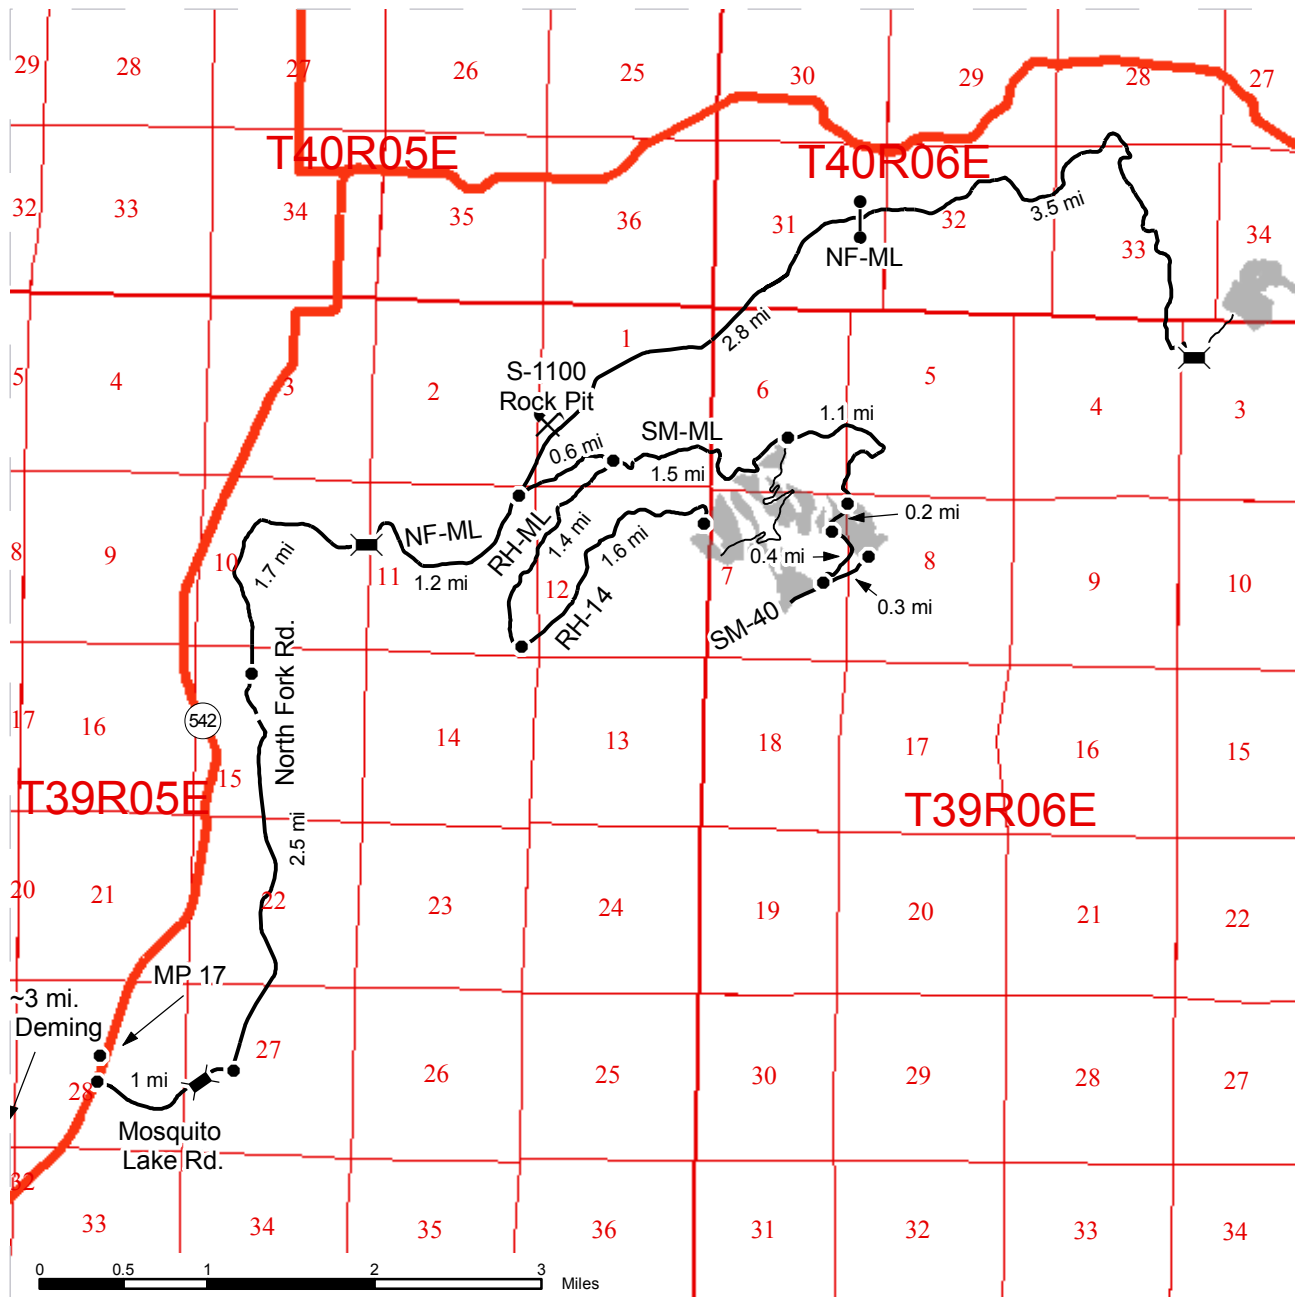 29 28 27 26 25 30 29 28 27
T40R05E T40R06E
32 33 34 35 36 31 32 33 34
3.5 mi
NF-ML
2.8 mi
5 4 3 2 1 6 5 4 3
S-1100
Rock Pit
1.1 mi
SM-ML
0.6 mi
1.5 mi
0.2 mi
8 9 10 11 12 7 8 9 10
NF-ML
RH-ML
1.4 mi
1.6 mi
1.7 mi
1.2 mi
0.4 mi
0.3 mi
RH-14
SM-40
North Fork Rd.
542
17 16 15 14 13 18 17 16 15
T39R05E T39R06E
2.5 mi
20 21 22 23 24 19 20 21 22
MP 17
~3 mi.
Deming
28 27 26 25 30 29 28 27
1 mi
Mosquito
Lake Rd.
32 33 34 35 36 31 32 33 34
0 0.5 1 2 3 Miles